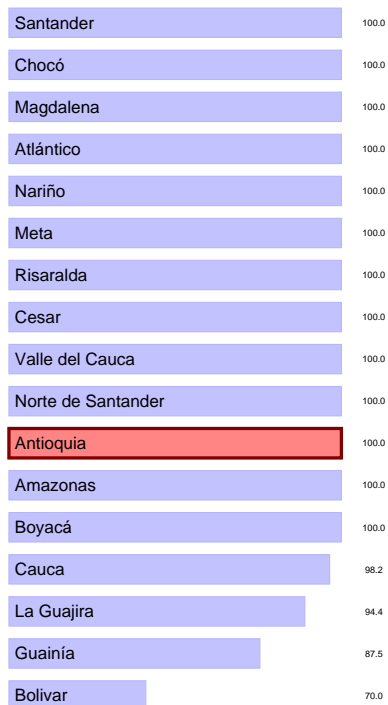 Santander 100.0
Chocó 100.0
Magdalena 100.0
Atlántico 100.0
Nariño 100.0
Meta 100.0
Risaralda 100.0
Cesar 100.0
Valle del Cauca 100.0
Norte de Santander 100.0
Antioquia 100.0
Amazonas 100.0
Boyacá 100.0
Cauca 98.2
La Guajira 94.4
Guainía 87.5
Bolivar 70.0